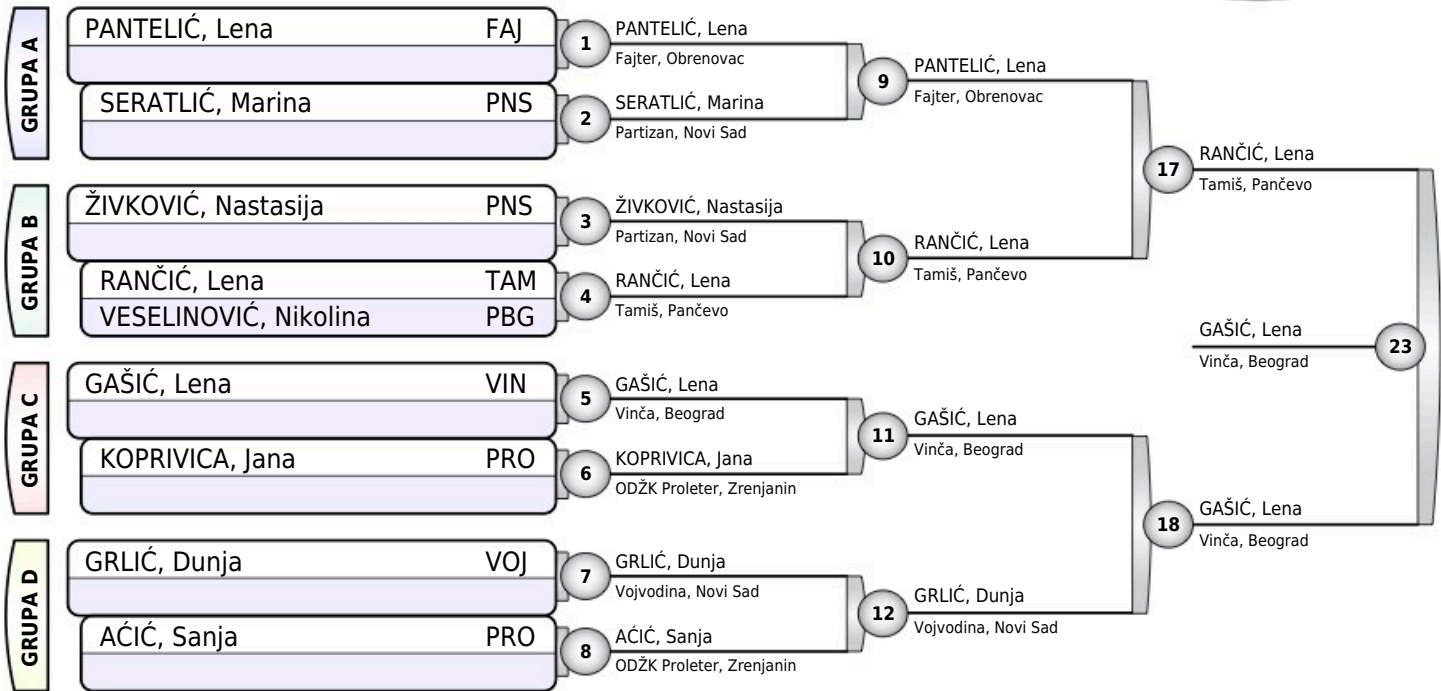 GRUPA A
PANTELIĆ, Lena FAJ
SERATLIĆ, Marina PNS
GRUPA B
ŽIVKOVIĆ, Nastasija PNS
RANČIĆ, Lena TAM
VESELINOVIĆ, Nikolina PBG
GRUPA C
GAŠIĆ, Lena VIN
KOPRIVICA, Jana PRO
GRUPA D
GRLIĆ, Dunja VOJ
AĆIĆ, Sanja PRO
1
PANTELIĆ, Lena
Fajter, Obrenovac
2
SERATLIĆ, Marina
Partizan, Novi Sad
3
ŽIVKOVIĆ, Nastasija
Partizan, Novi Sad
4
RANČIĆ, Lena
Tamiš, Pančevo
5
GAŠIĆ, Lena
Vinča, Beograd
6
KOPRIVICA, Jana
ODŽK Proleter, Zrenjanin
7
GRLIĆ, Dunja
Vojvodina, Novi Sad
8
AĆIĆ, Sanja
ODŽK Proleter, Zrenjanin
9
PANTELIĆ, Lena
Fajter, Obrenovac
10
RANČIĆ, Lena
Tamiš, Pančevo
11
GAŠIĆ, Lena
Vinča, Beograd
12
GRLIĆ, Dunja
Vojvodina, Novi Sad
17
RANČIĆ, Lena
Tamiš, Pančevo
18
GAŠIĆ, Lena
Vinča, Beograd
GAŠIĆ, Lena
Vinča, Beograd
23